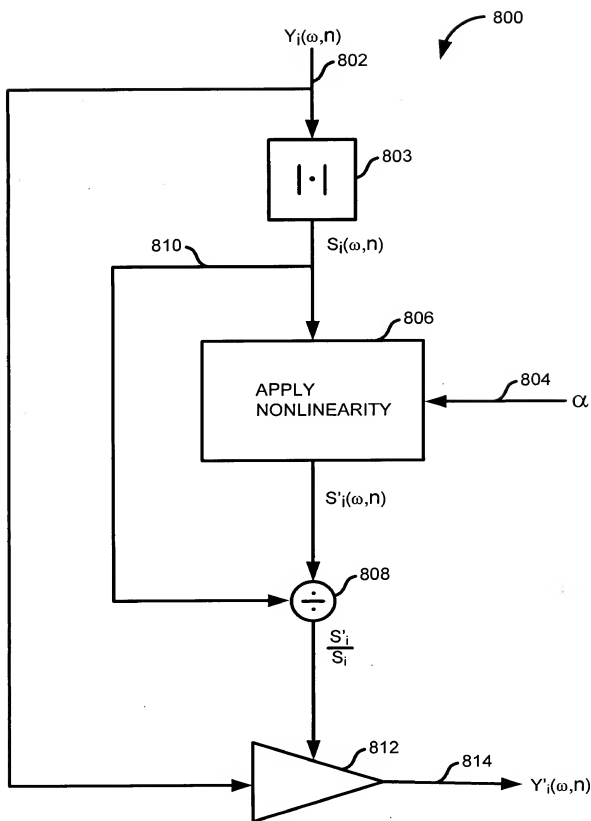 800
Yi(ω,n)
802
|·|
803
810
Si(ω,n)
806
APPLY
NONLINEARITY
804
α
S'i(ω,n)
÷
808
S'i
Si
812
814
Y'i(ω,n)